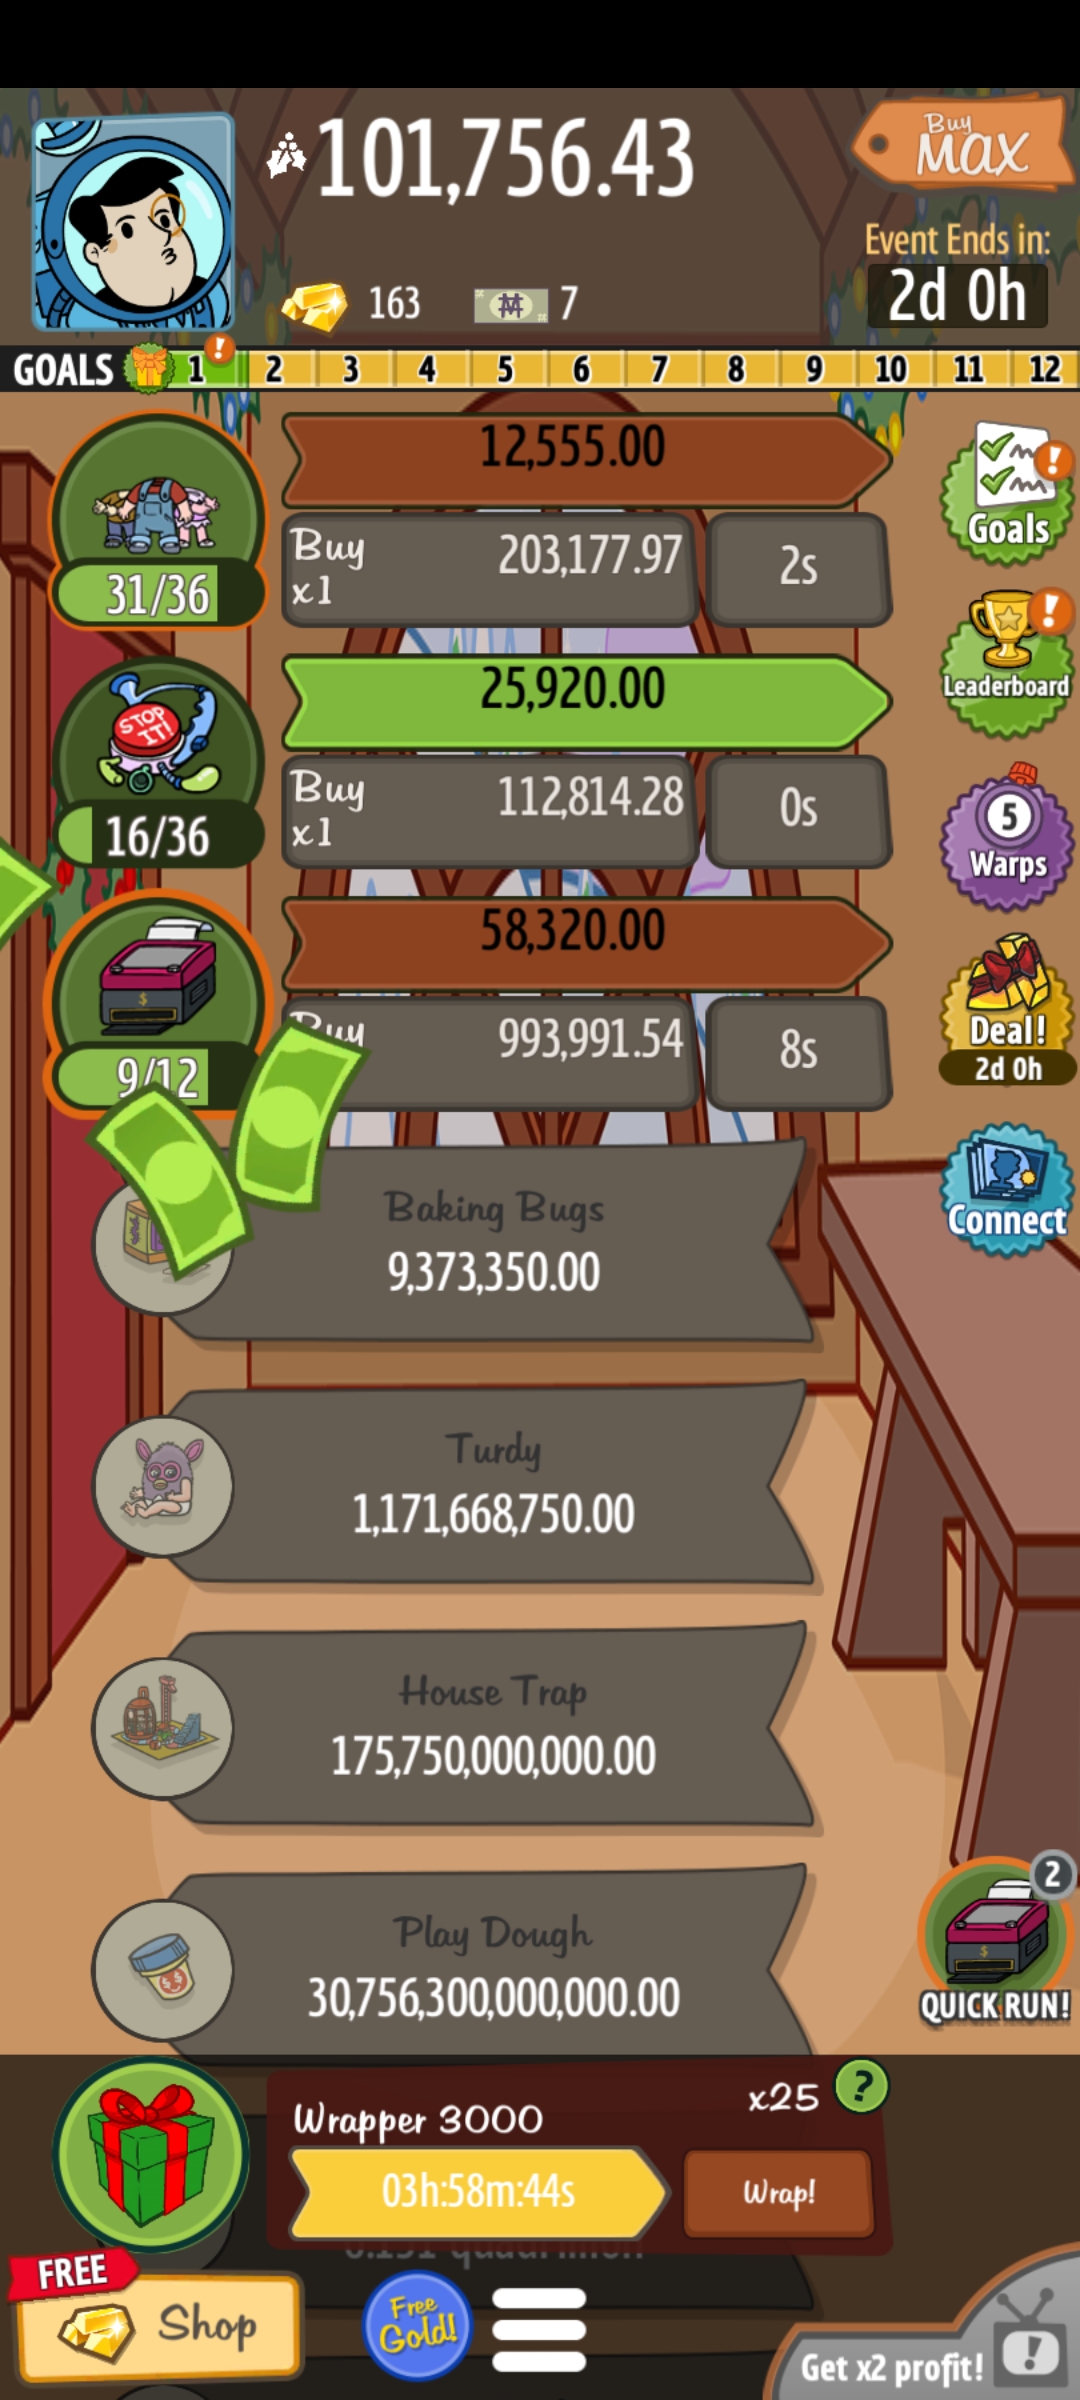 101,756.43
Buy
MAX
Event Ends in:
2d 0h
163
7
GOALS 1 ! 2 3 4 5 6 7 8 9 10 11 12
12,555.00
Buy
x1
203,177.97
2s
31/36
Goals
!
25,920.00
STOP
IT!
Buy
x1
112,814.28
0s
16/36
Leaderboard
!
5
Warps
58,320.00
$
Buy
993,991.54
8s
9/12
Deal!
2d 0h
Connect
Baking Bugs
9,373,350.00
Turdy
1,171,668,750.00
House Trap
175,750,000,000.00
Play Dough
30,756,300,000,000.00
2
$
QUICK RUN!
Wrapper 3000
x25
?
03h:58m:44s
Wrap!
FREE
Shop
Free
Gold!
Get x2 profit!
!